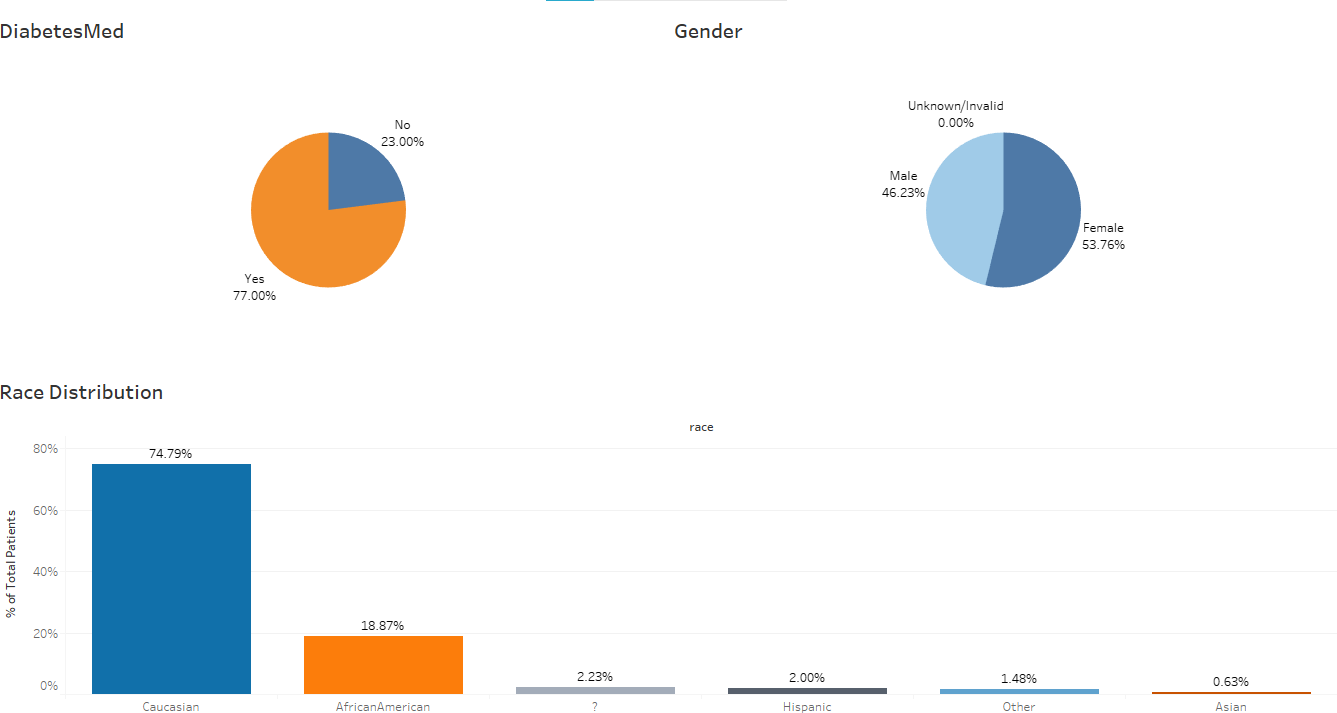 DiabetesMed
No
23.00%
Yes
77.00%
Gender
Unknown/Invalid
0.00%
Male
46.23%
Female
53.76%
Race Distribution
race
% of Total Patients
80%
60%
40%
20%
0%
74.79%
18.87%
2.23%
2.00%
1.48%
0.63%
Caucasian
AfricanAmerican
?
Hispanic
Other
Asian